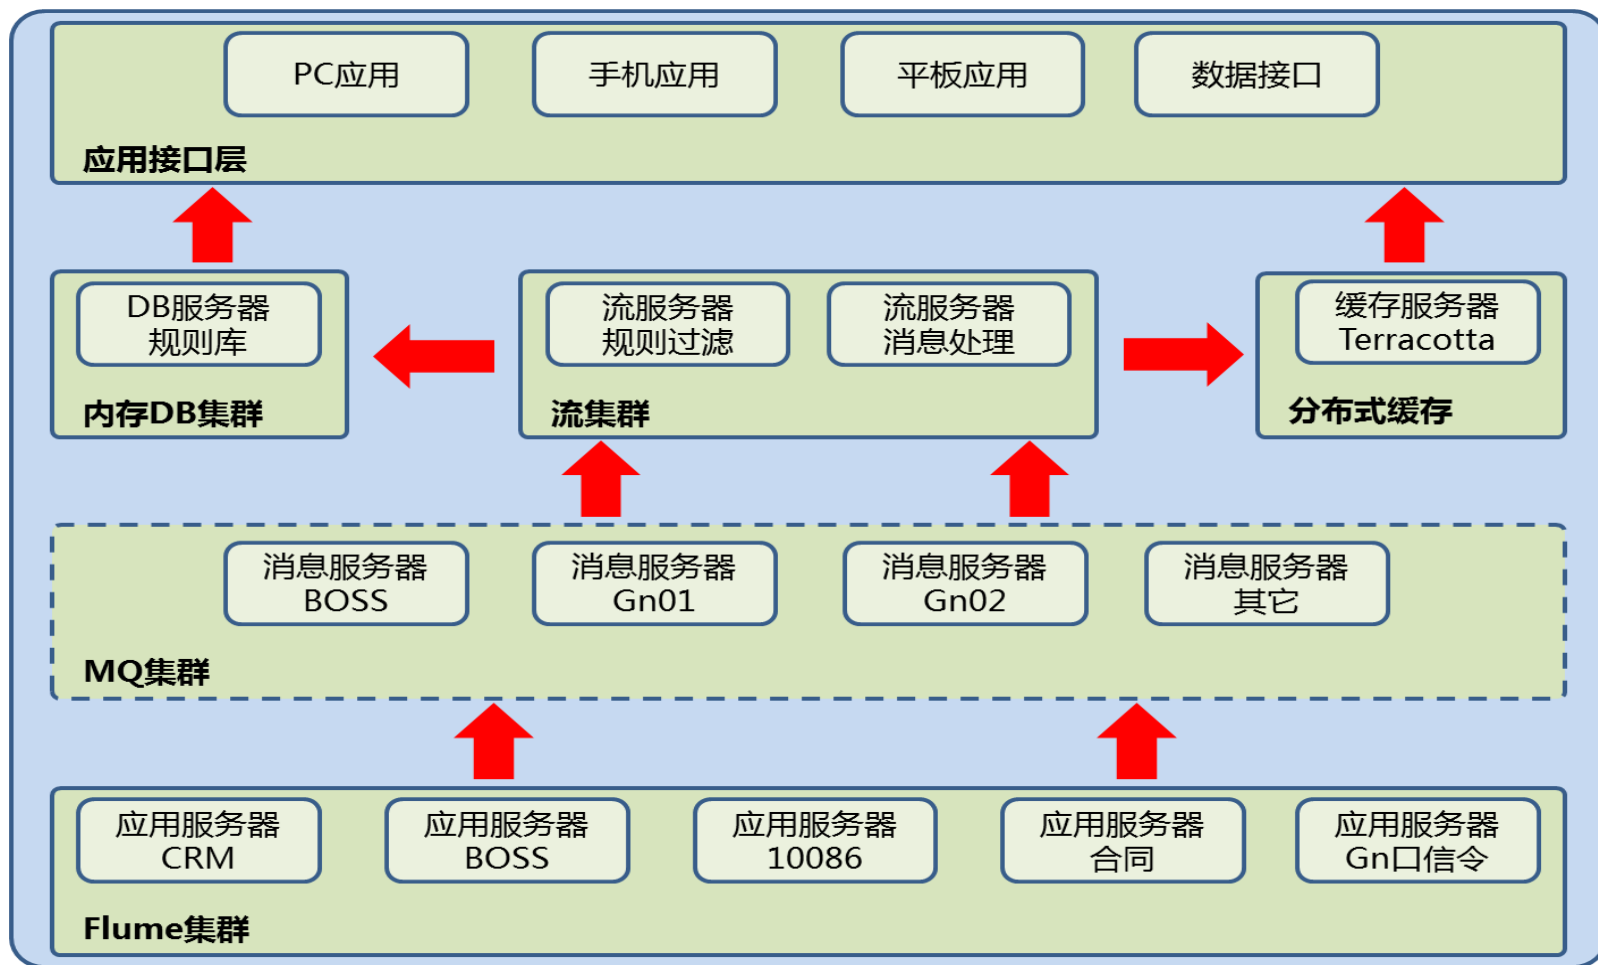 PC应用
手机应用
平板应用
数据接口
应用接口层
DB服务器
规则库
内存DB集群
流服务器
规则过滤
流服务器
消息处理
流集群
缓存服务器
Terracotta
分布式缓存
消息服务器
BOSS
消息服务器
Gn01
消息服务器
Gn02
消息服务器
其它
MQ集群
应用服务器
CRM
应用服务器
BOSS
应用服务器
10086
应用服务器
合同
应用服务器
Gn口信令
Flume集群